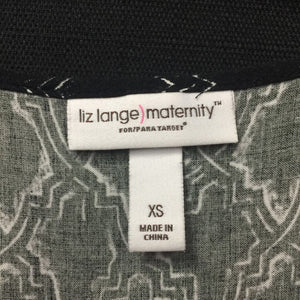 liz lange)maternity™
FOR/PARA TARGET®
XS
MADE IN
CHINA